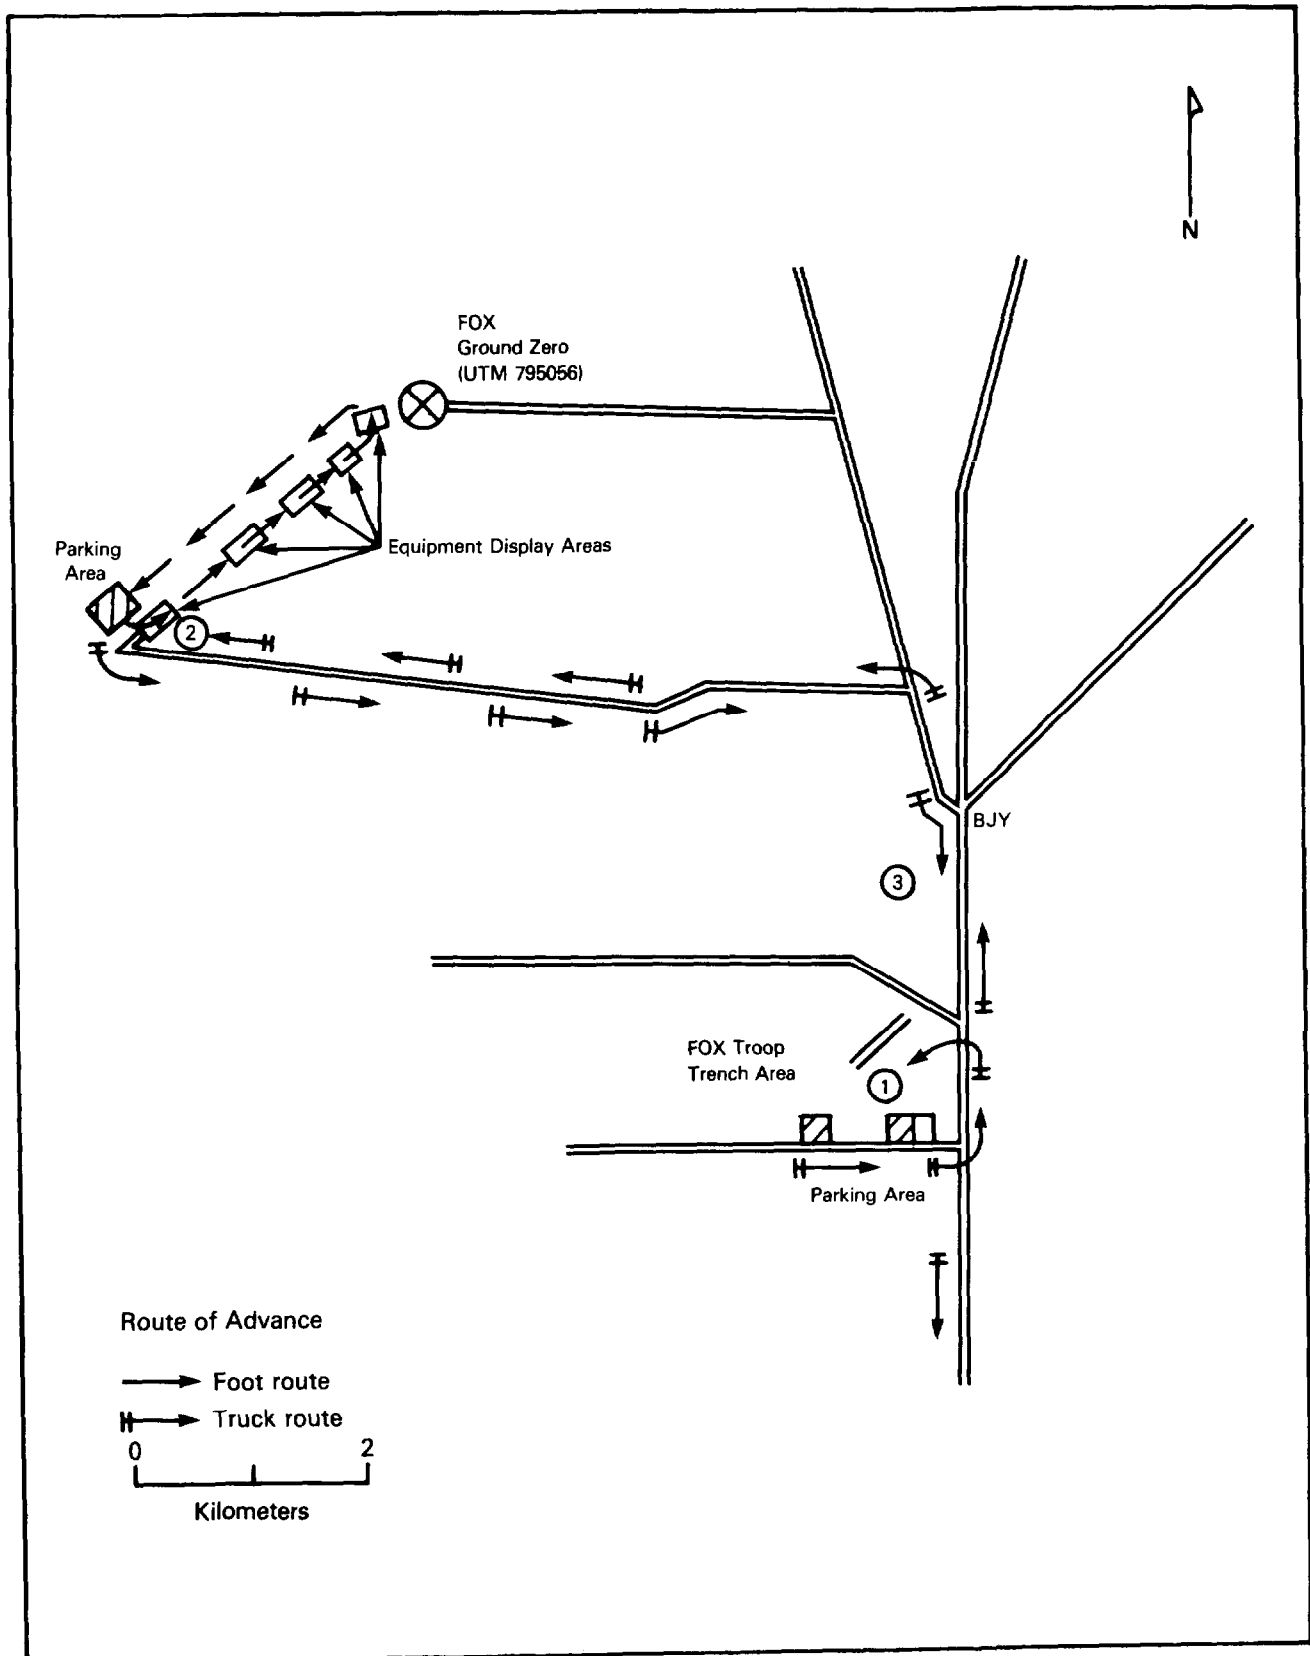 N
FOX
Ground Zero
(UTM 795056)
Equipment Display Areas
Parking
Area
2
BJY
3
FOX Troop
Trench Area
1
Parking Area
Route of Advance
Foot route
Truck route
0 2
Kilometers